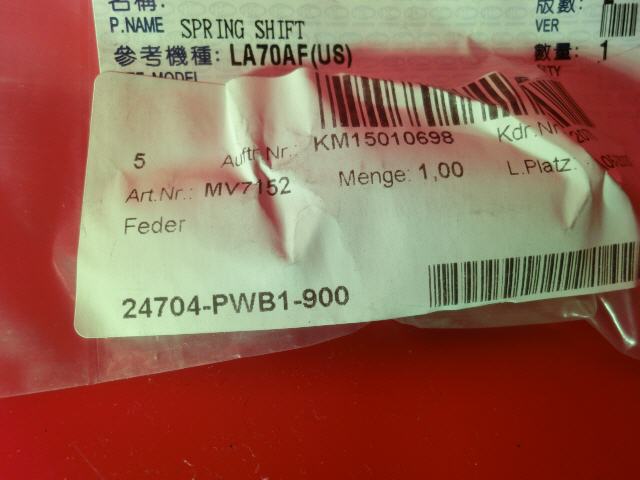 名稱: 版數:
P.NAME SPRING SHIFT VER
參考機種: LA70AF(US) 數量: 1
MODEL
5 Auftr.Nr.: KM15010698 Kdr.Nr.
Art.Nr.: MV7152 Menge: 1,00 L.Platz:
Feder
24704-PWB1-900